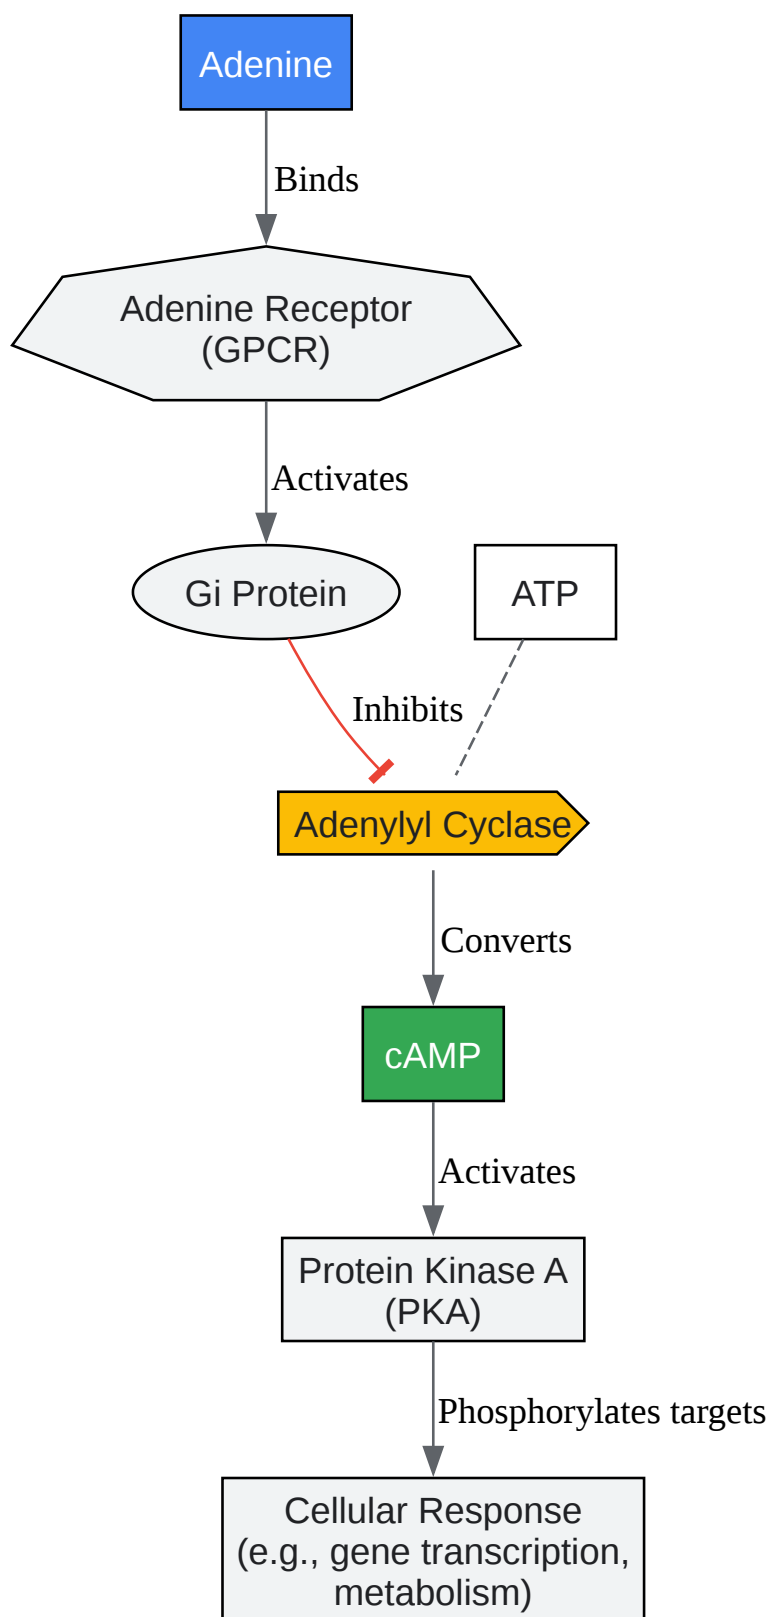 Adenine
Binds
Adenine Receptor
(GPCR)
Activates
Gi Protein
ATP
Inhibits
Adenylyl Cyclase
Converts
cAMP
Activates
Protein Kinase A
(PKA)
Phosphorylates targets
Cellular Response
(e.g., gene transcription,
metabolism)